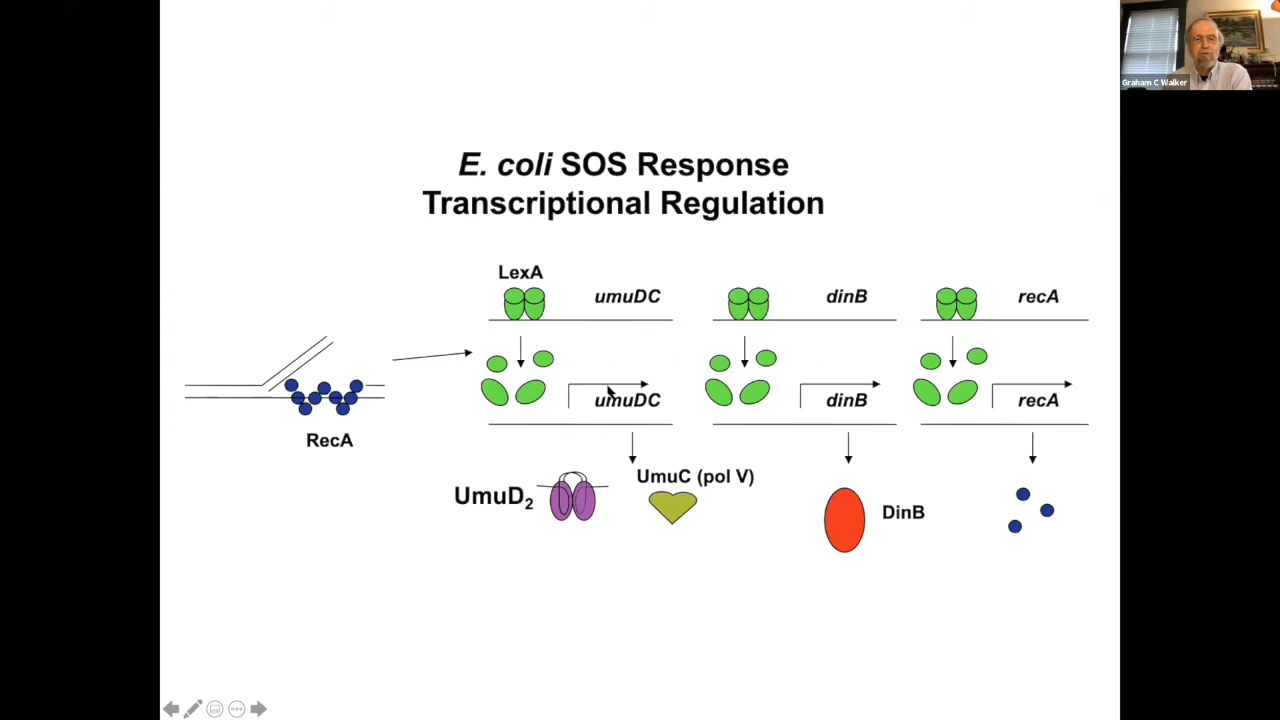 Graham C Walker
E. coli SOS Response
Transcriptional Regulation
LexA
umuDC
dinB
recA
umuDC
dinB
recA
RecA
UmuD2
UmuC (pol V)
DinB